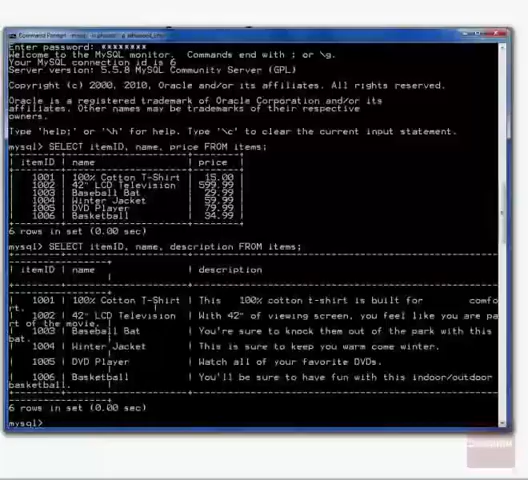 Enter password: ********
Welcome to the MySQL monitor.  Commands end with ; or \g.
Your MySQL connection id is 6
Server version: 5.5.8 MySQL Community Server (GPL)
Copyright (c) 2000, 2010, Oracle and/or its affiliates. All rights reserved.
Oracle is a registered trademark of Oracle Corporation and/or its
affiliates. Other names may be trademarks of their respective
owners.
Type 'help;' or '\h' for help. Type '\c' to clear the current input statement.
mysql> SELECT itemID, name, price FROM items;
| itemID | name | price |
| 1001 | 100% Cotton T-Shirt | 15.00 |
| 1002 | 42" LCD Television | 599.99 |
| 1003 | Baseball Bat | 29.99 |
| 1004 | Winter Jacket | 59.99 |
| 1005 | DVD Player | 79.99 |
| 1006 | Basketball | 34.99 |
6 rows in set (0.00 sec)
mysql> SELECT itemID, name, description FROM items;
| itemID | name | description
|
| 1001 | 100% Cotton T-Shirt | This 100% cotton t-shirt is built for comfo
rt. |
| 1002 | 42" LCD Television | With 42" of viewing screen, you feel like you are pa
rt of the movie. |
| 1003 | Baseball Bat | You're sure to knock them out of the park with this
bat. |
| 1004 | Winter Jacket | This is sure to keep you warm come winter.
|
| 1005 | DVD Player | Watch all of your favorite DVDs.
|
| 1006 | Basketball | You'll be sure to have fun with this indoor/outdoor
basketball. |
6 rows in set (0.00 sec)
mysql>